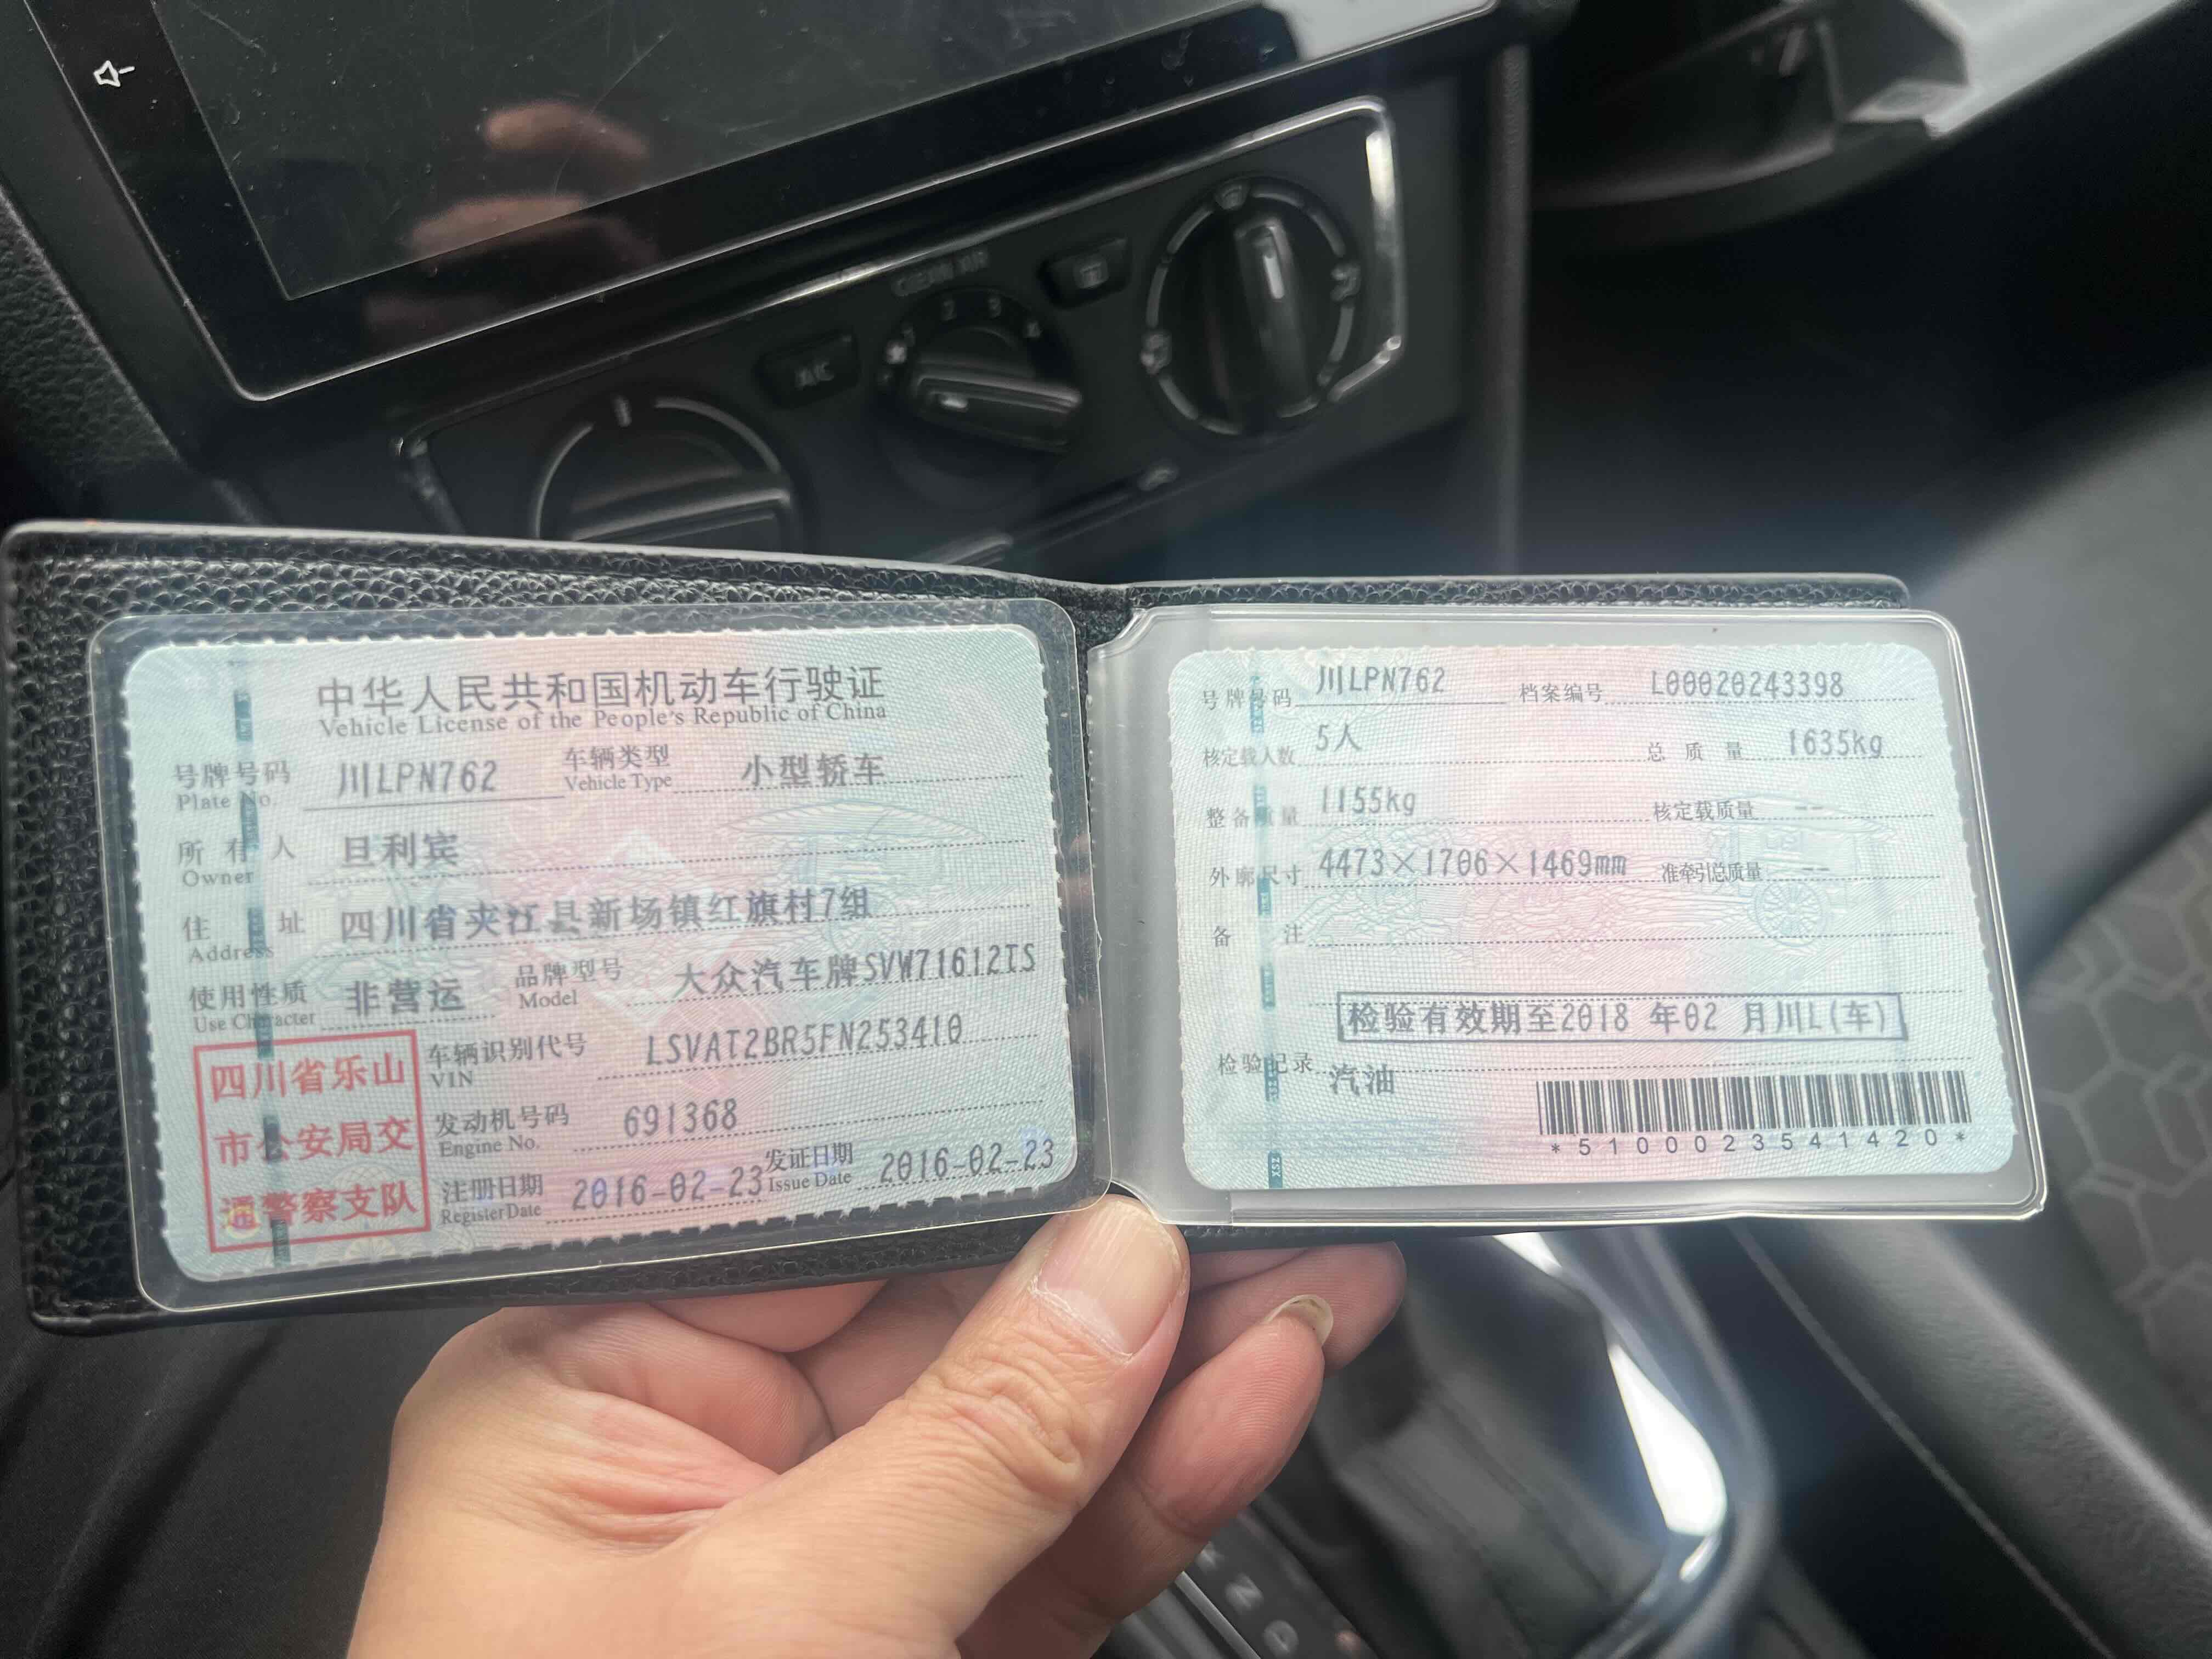 A/C
CLEAN AIR
1 2 3 4
中华人民共和国机动车行驶证
Vehicle License of the People's Republic of China
号牌号码 川LPN762 车辆类型 小型轿车
Plate No. Vehicle Type
所有人 旦利宾
Owner
住址 四川省夹江县新场镇红旗村7组
Address
使用性质 非营运 品牌型号 大众汽车牌SVW71612IS
Use Character Model
车辆识别代号 LSVAT2BR5FN253410
VIN
发动机号码 691368
Engine No.
注册日期 2016-02-23 发证日期 2016-02-23
Register Date Issue Date
四川省乐山
市公安局交
通警察支队
号牌号码 川LPN762 档案编号 L00020243398
核定载人数 5人 总质量 1635kg
整备质量 1155kg 核定载质量 --
外廓尺寸 4473×1706×1469mm 准牵引总质量 --
备注
检验有效期至2018 年02 月川L(车)
检验记录 汽油
*5100023541420*
N
D